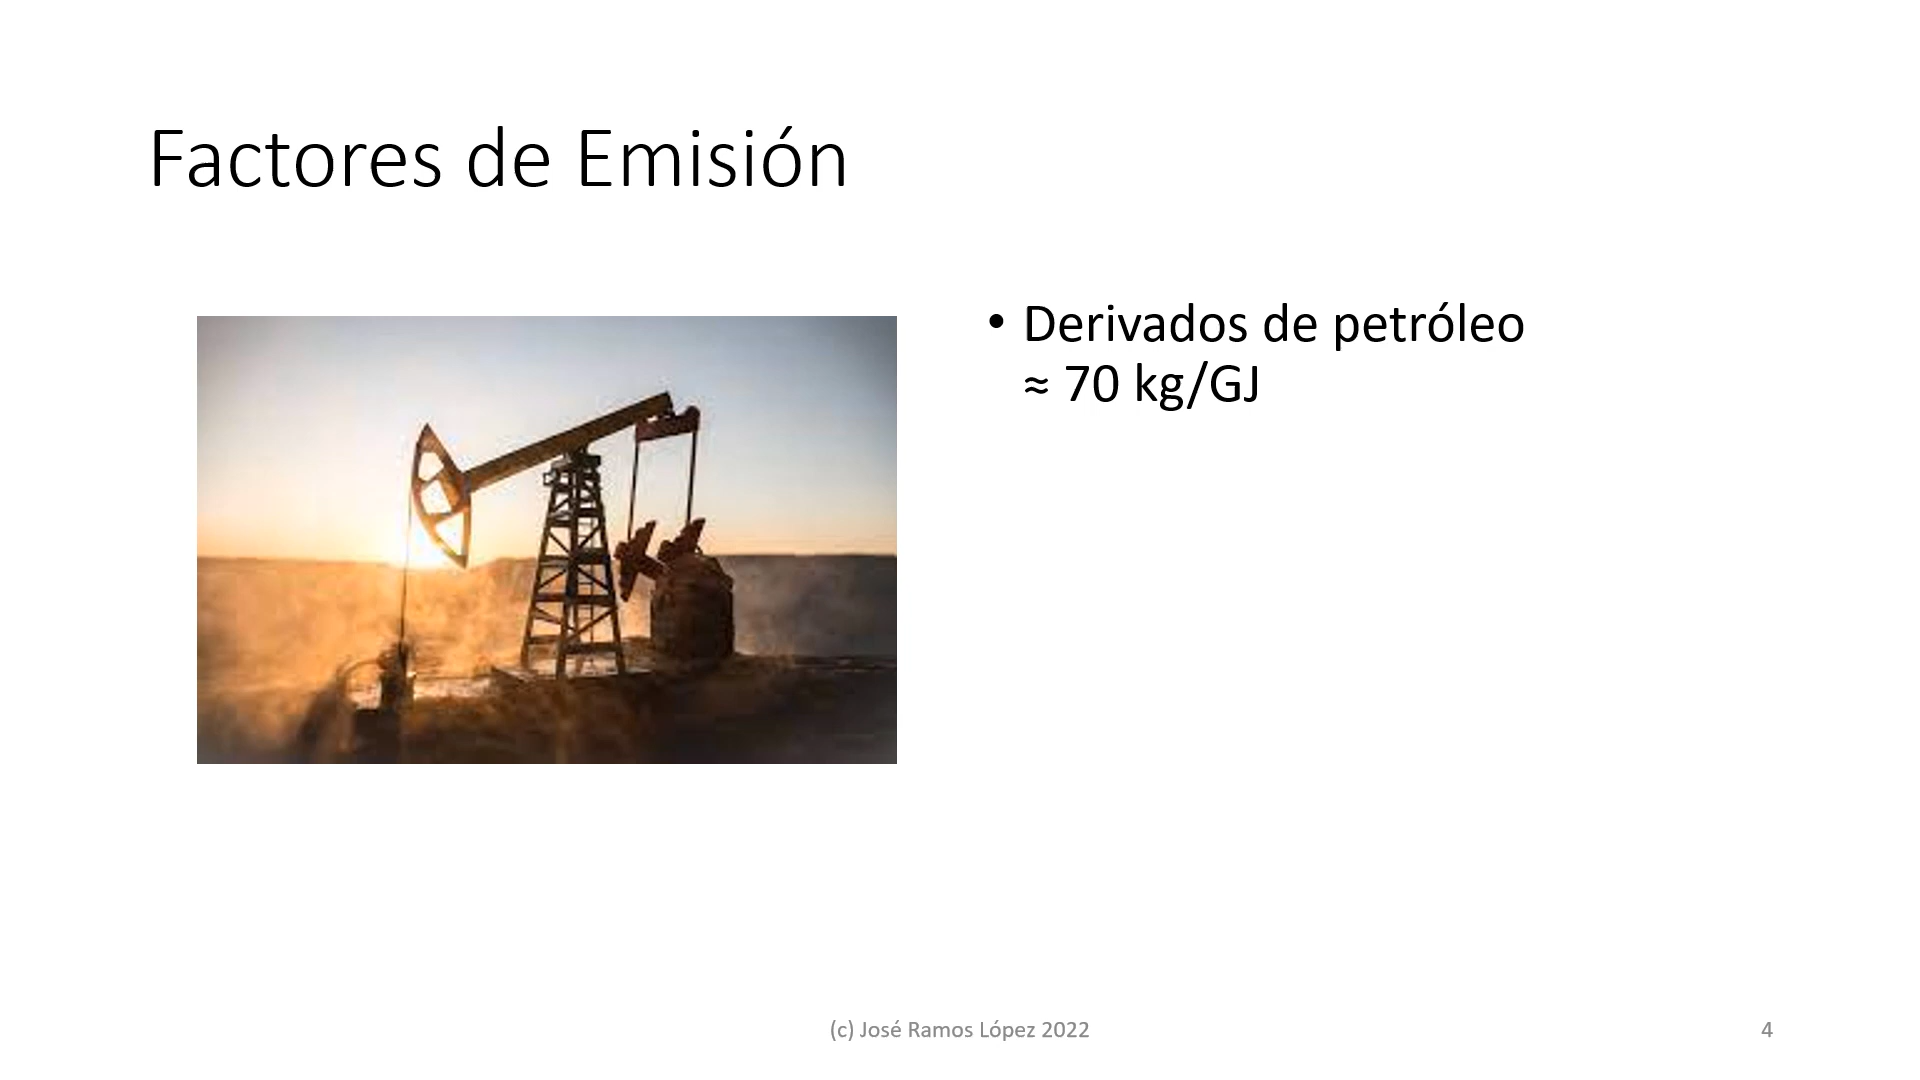 Factores de Emisión
• Derivados de petróleo
≈ 70 kg/GJ
(c) José Ramos López 2022
4